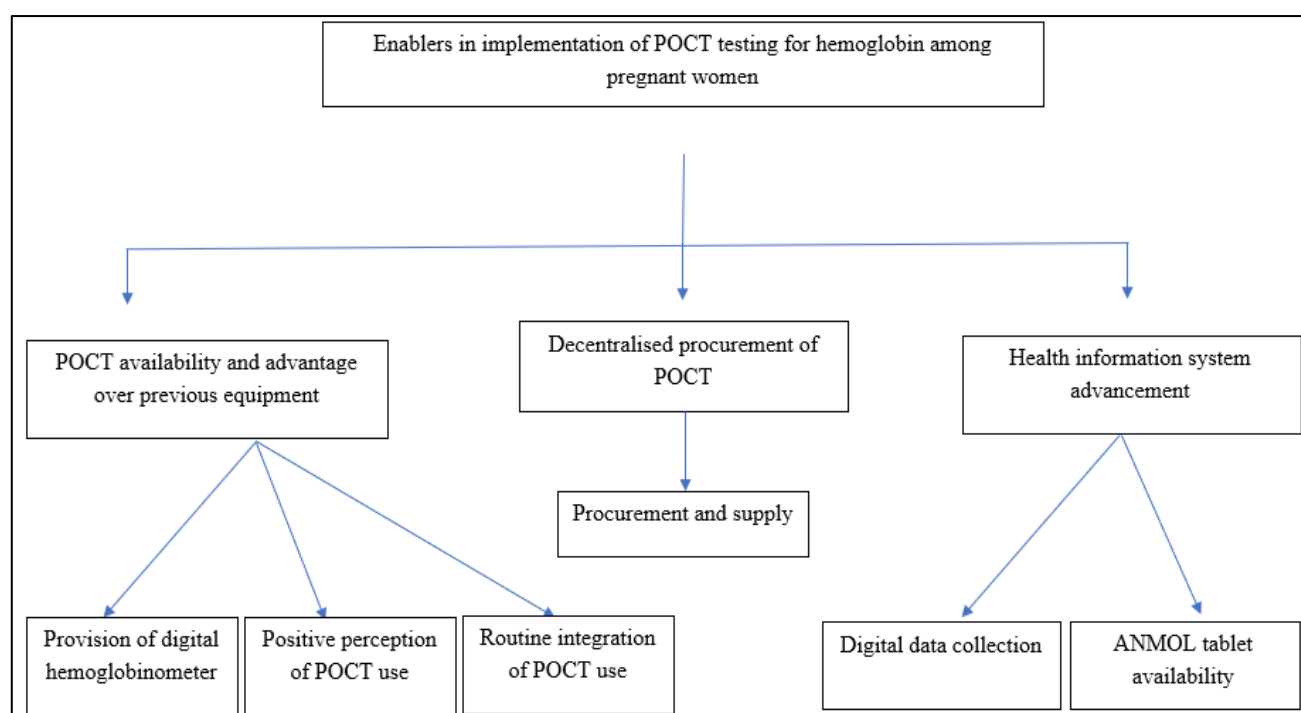 Enablers in implementation of POCT testing for hemoglobin among
pregnant women
POCT availability and advantage
over previous equipment
Decentralised procurement of
POCT
Health information system
advancement
Procurement and supply
Provision of digital
hemoglobinometer
Positive perception
of POCT use
Routine integration
of POCT use
Digital data collection
ANMOL tablet
availability